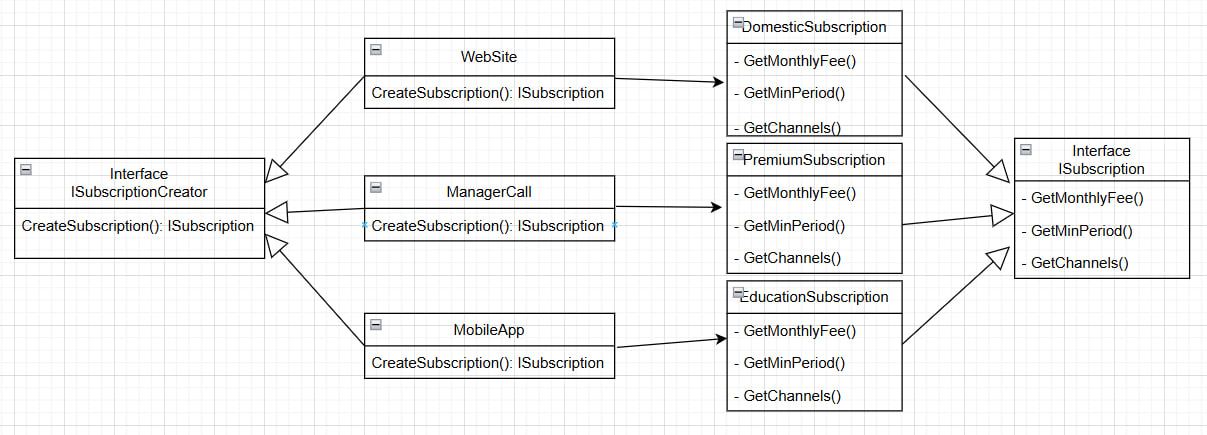 Interface
ISubscriptionCreator
CreateSubscription(): ISubscription
WebSite
CreateSubscription(): ISubscription
ManagerCall
CreateSubscription(): ISubscription
MobileApp
CreateSubscription(): ISubscription
DomesticSubscription
- GetMonthlyFee()
- GetMinPeriod()
- GetChannels()
PremiumSubscription
- GetMonthlyFee()
- GetMinPeriod()
- GetChannels()
EducationSubscription
- GetMonthlyFee()
- GetMinPeriod()
- GetChannels()
Interface
ISubscription
- GetMonthlyFee()
- GetMinPeriod()
- GetChannels()